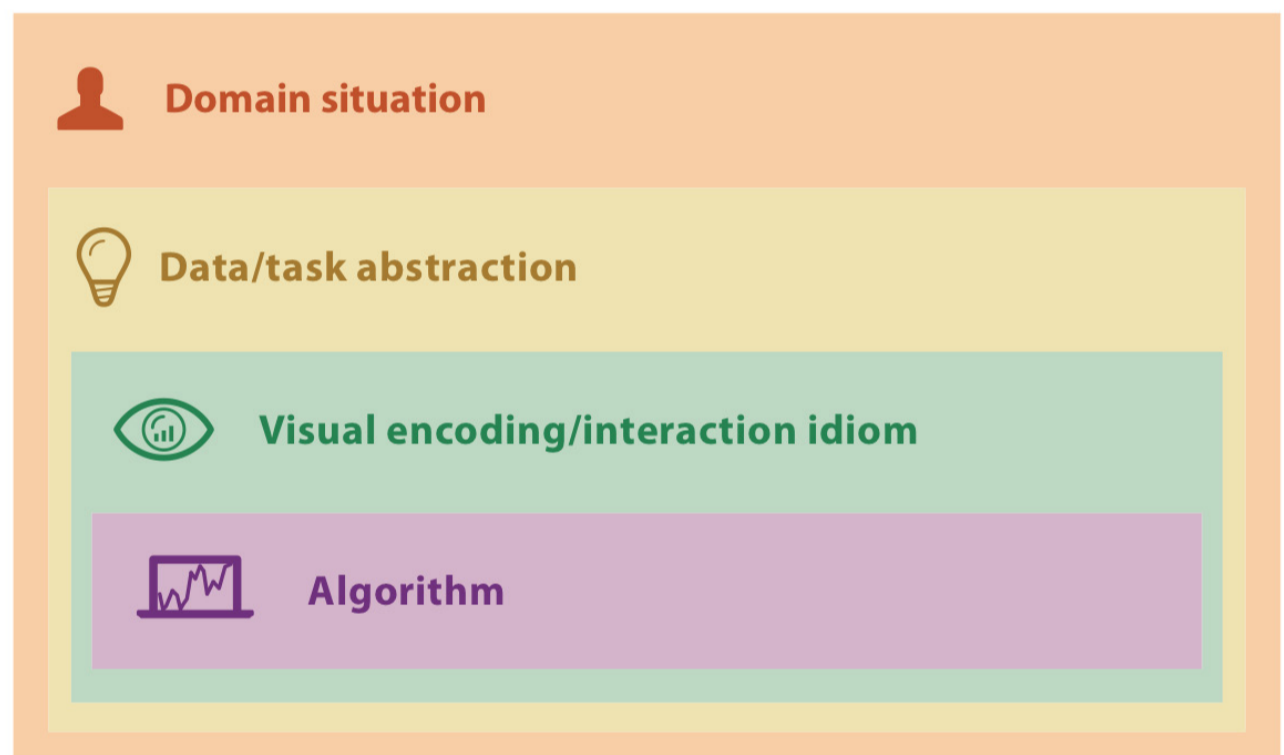 Domain situation
Data/task abstraction
Visual encoding/interaction idiom
Algorithm